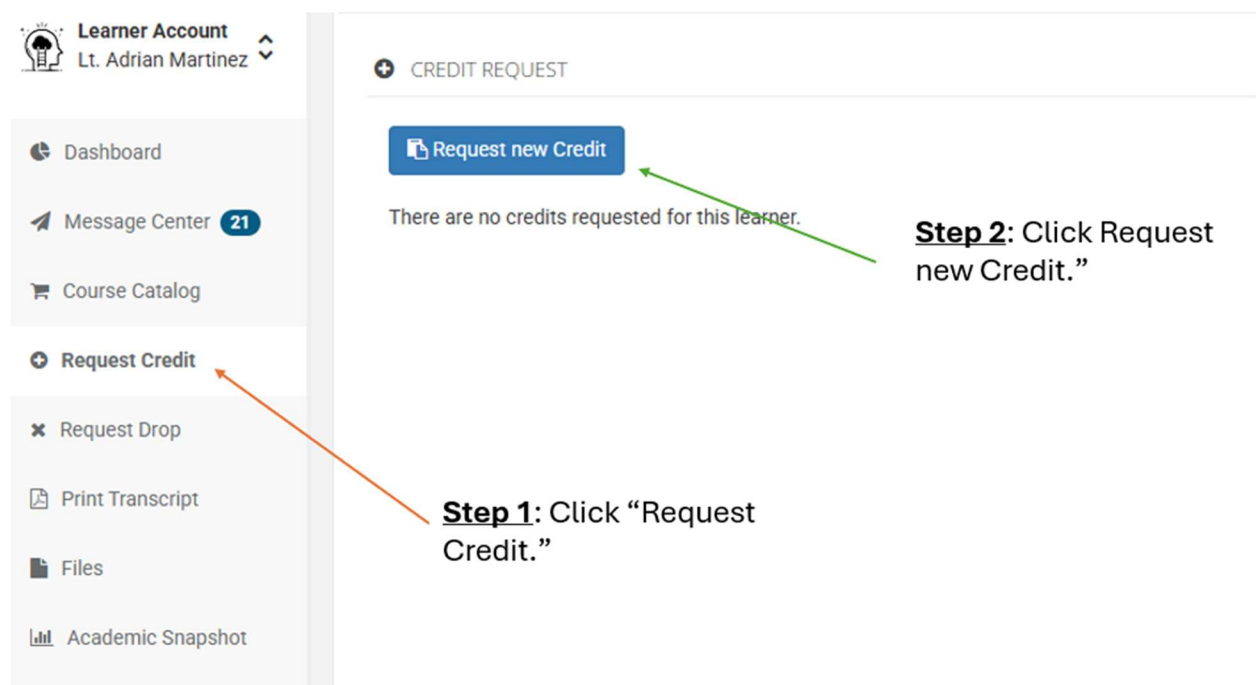 Learner Account
Lt. Adrian Martinez
Dashboard
Message Center 21
Course Catalog
Request Credit
Request Drop
Print Transcript
Files
Academic Snapshot
CREDIT REQUEST
Request new Credit
There are no credits requested for this learner.
Step 2: Click Request
new Credit.”
Step 1: Click “Request
Credit.”